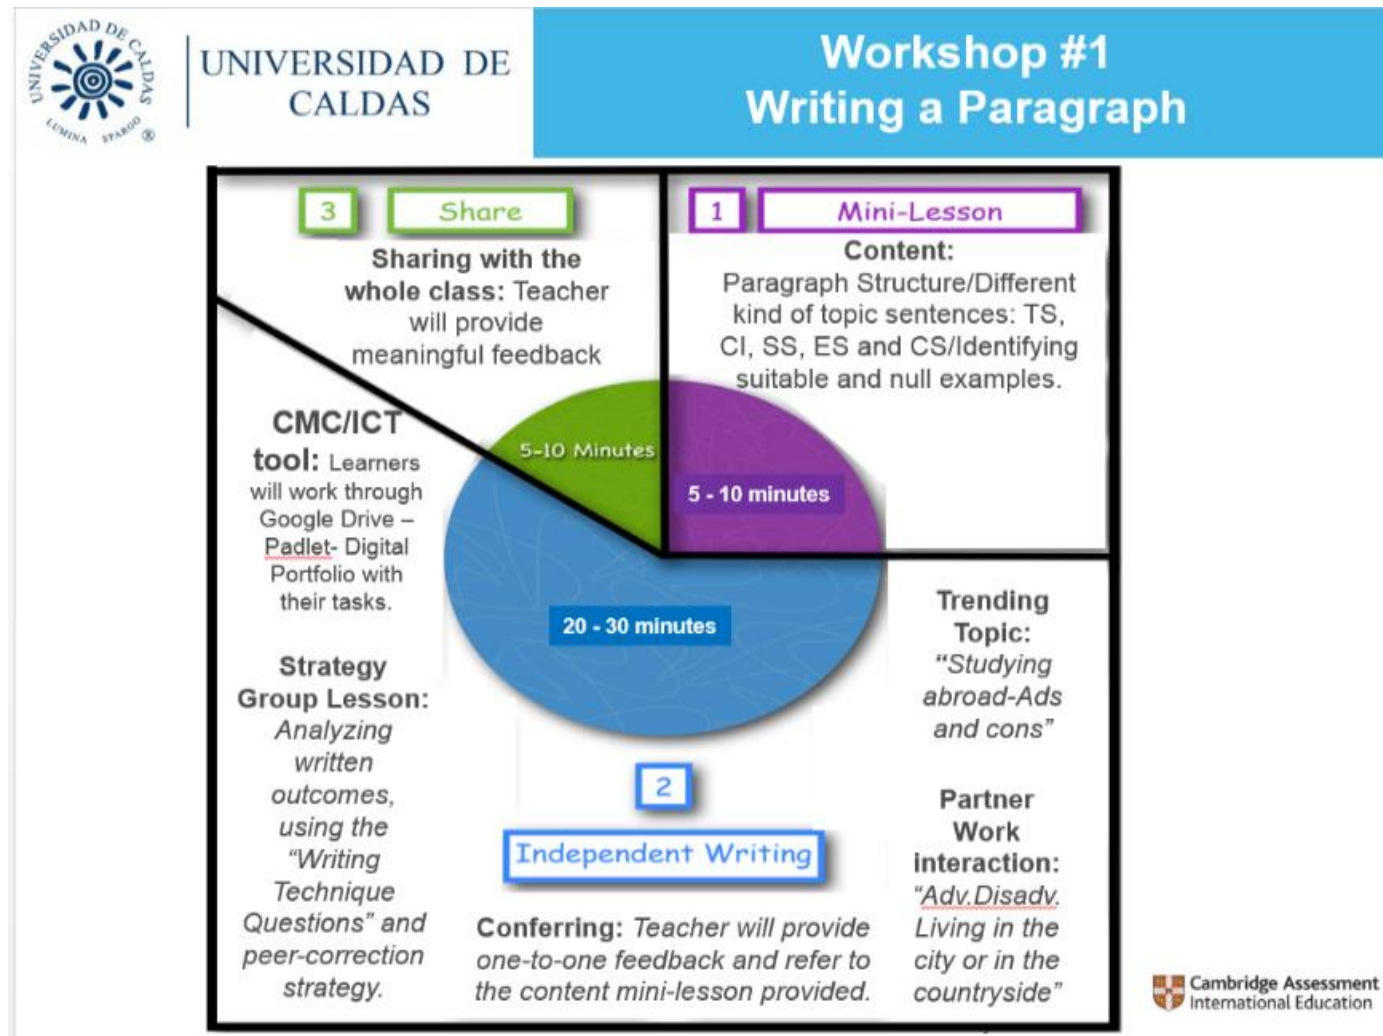 UNIVERSIDAD DE CALDAS
LUMINA SPARGO ®
UNIVERSIDAD DE
CALDAS
Workshop #1
Writing a Paragraph
3
Share
Sharing with the
whole class: Teacher
will provide
meaningful feedback
1
Mini-Lesson
Content:
Paragraph Structure/Different
kind of topic sentences: TS,
CI, SS, ES and CS/Identifying
suitable and null examples.
5-10 Minutes
5 - 10 minutes
20 - 30 minutes
CMC/ICT
tool: Learners
will work through
Google Drive –
Padlet- Digital
Portfolio with
their tasks.
Strategy
Group Lesson:
Analyzing
written
outcomes,
using the
“Writing
Technique
Questions” and
peer-correction
strategy.
2
Independent Writing
Conferring: Teacher will provide
one-to-one feedback and refer to
the content mini-lesson provided.
Trending
Topic:
“Studying
abroad-Ads
and cons”
Partner
Work
interaction:
“Adv.Disadv.
Living in the
city or in the
countryside”
Cambridge Assessment
International Education